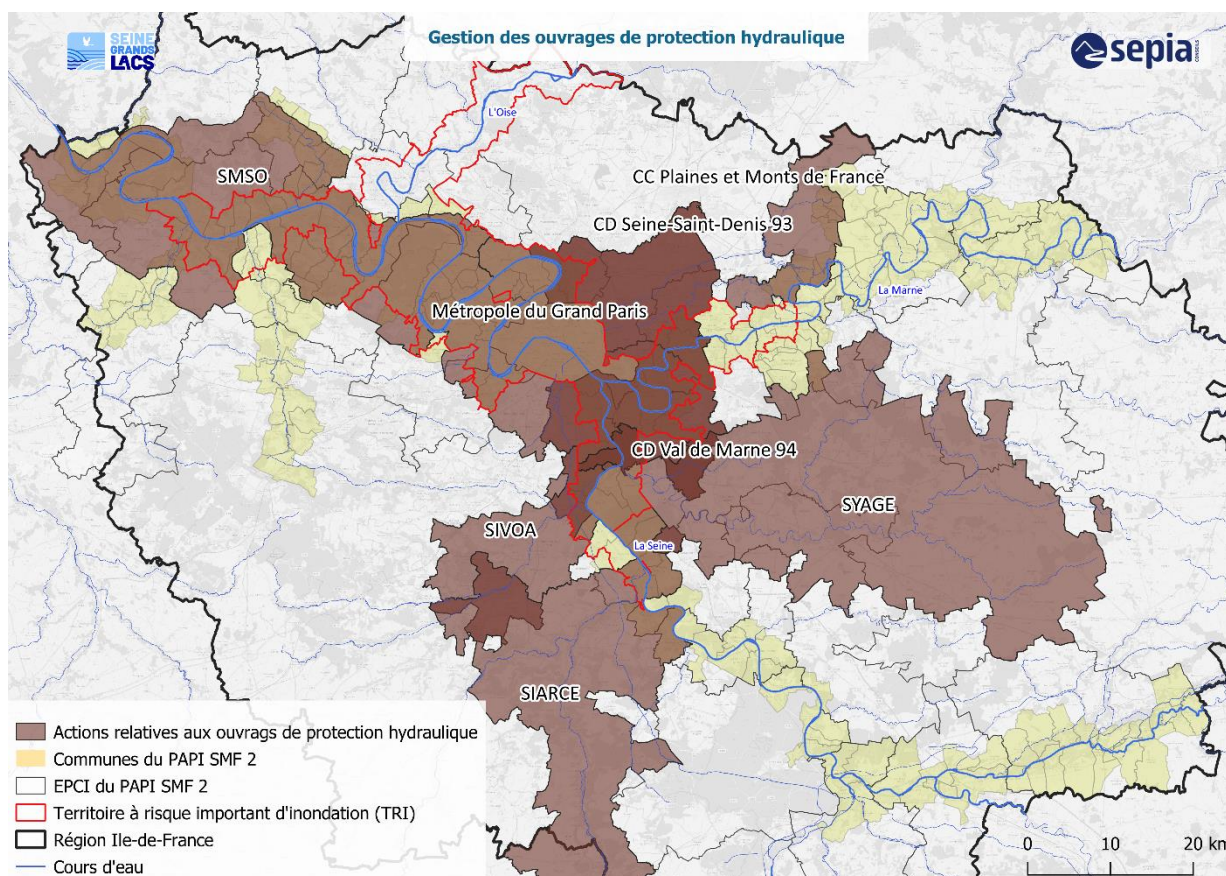 SEINE
GRANDS
LACS
Gestion des ouvrages de protection hydraulique
sepia
CONSEILS
L'Oise
SMSO
CC Plaines et Monts de France
CD Seine-Saint-Denis 93
La Marne
Métropole du Grand Paris
CD Val de Marne 94
SYAGE
SIVOA
La Seine
SIARCE
Actions relatives aux ouvrags de protection hydraulique
Communes du PAPI SMF 2
EPCI du PAPI SMF 2
Territoire à risque important d'inondation (TRI)
Région Ile-de-France
Cours d'eau
0 10 20 km